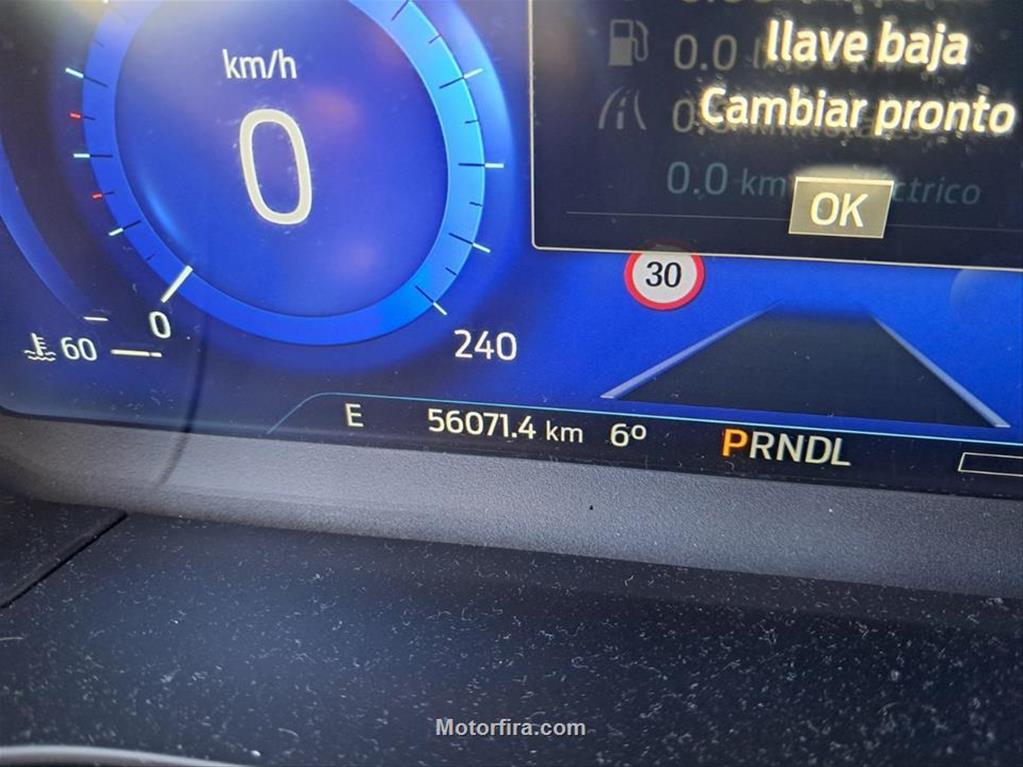 llave baja
Cambiar pronto
OK
0.0
0.0 km
km/h
0
30
0
60
240
E 56071.4 km 6º PRNDL
Motorfira.com